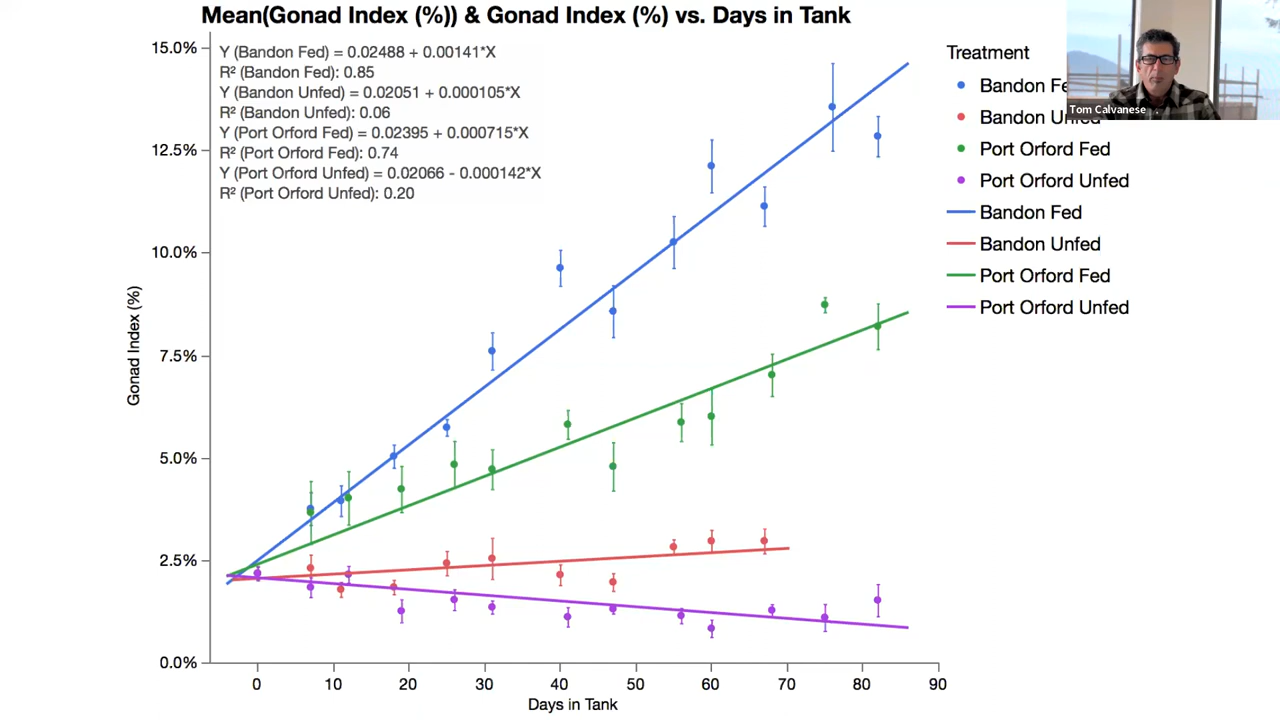 Mean(Gonad Index (%)) & Gonad Index (%) vs. Days in Tank
Y (Bandon Fed) = 0.02488 + 0.00141*X
R² (Bandon Fed): 0.85
Y (Bandon Unfed) = 0.02051 + 0.000105*X
R² (Bandon Unfed): 0.06
Y (Port Orford Fed) = 0.02395 + 0.000715*X
R² (Port Orford Fed): 0.74
Y (Port Orford Unfed) = 0.02066 - 0.000142*X
R² (Port Orford Unfed): 0.20
15.0%
12.5%
10.0%
7.5%
5.0%
2.5%
0.0%
Gonad Index (%)
0 10 20 30 40 50 60 70 80 90
Days in Tank
Treatment
Bandon Fe
Tom Calvanese
Bandon Unfed
Port Orford Fed
Port Orford Unfed
Bandon Fed
Bandon Unfed
Port Orford Fed
Port Orford Unfed